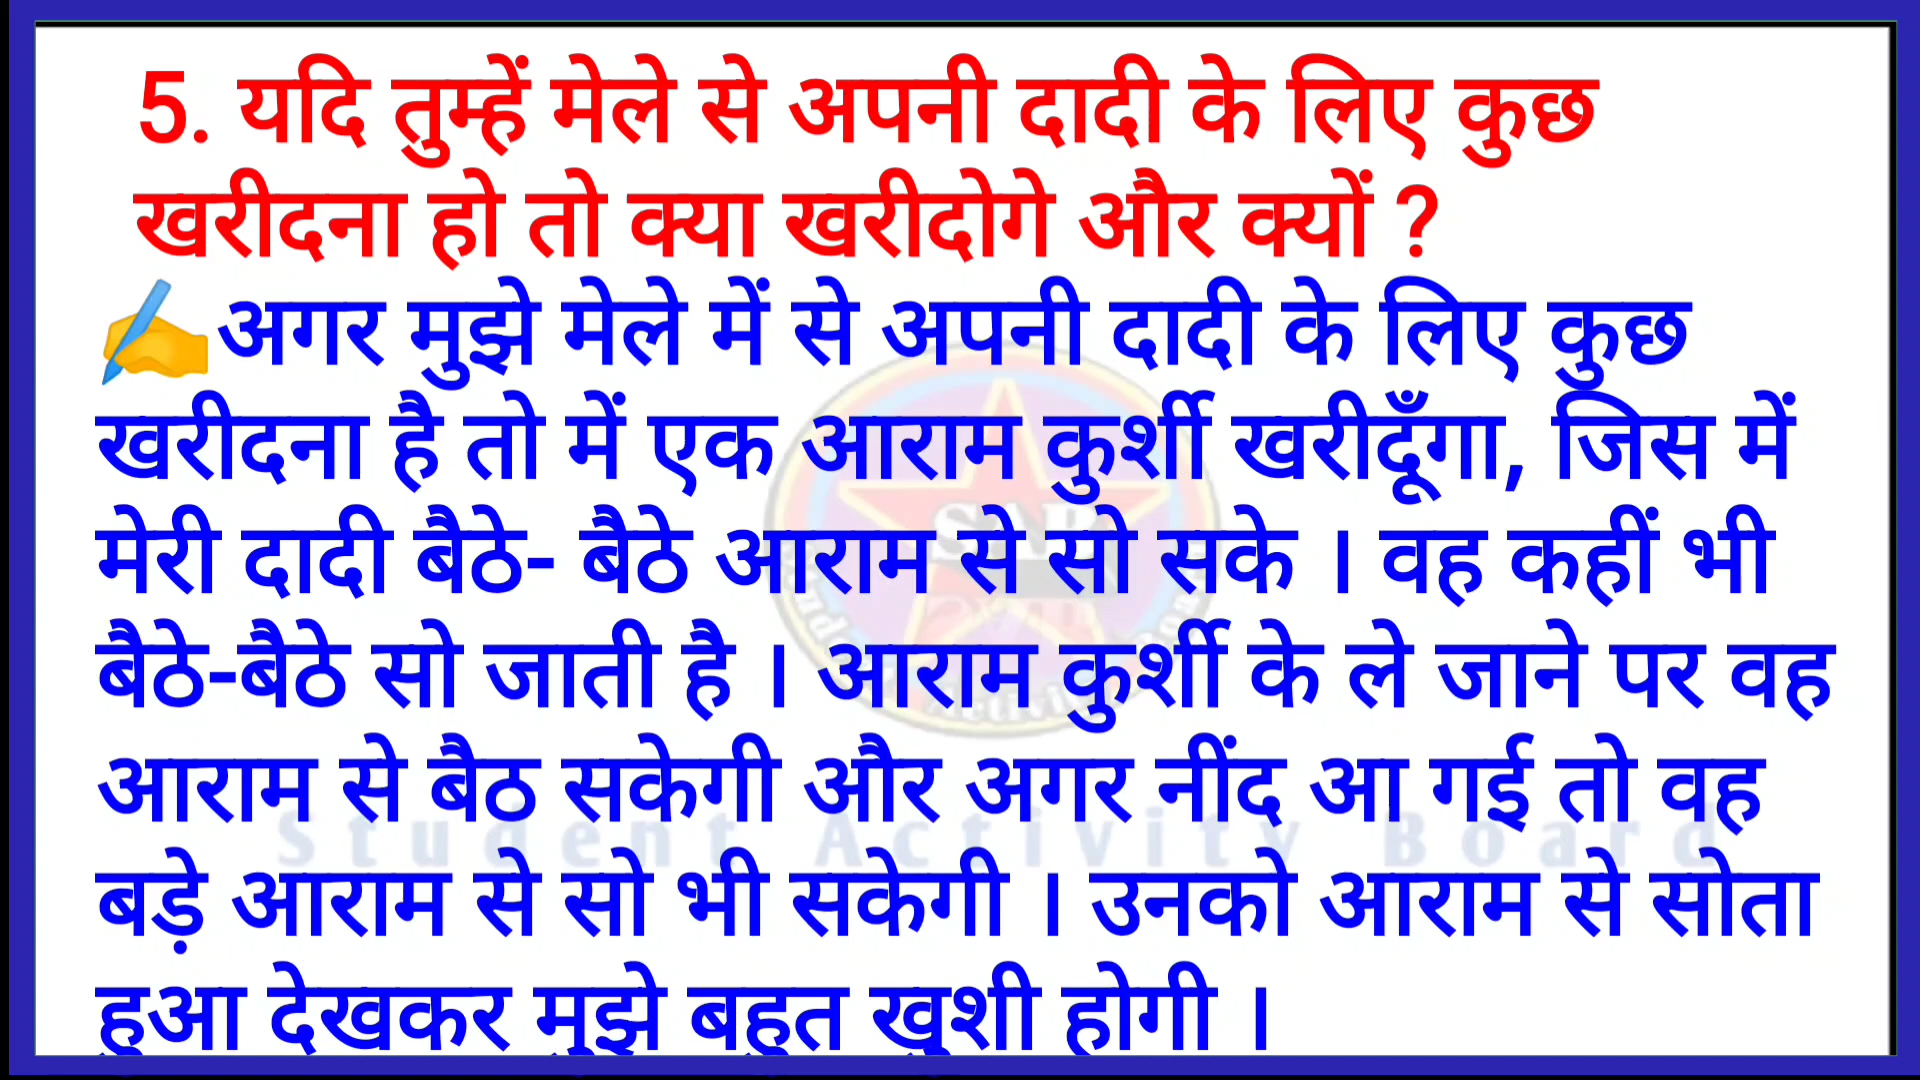 5. यदि तुम्हें मेले से अपनी दादी के लिए कुछ
खरीदना हो तो क्या खरीदोगे और क्यों ?
✍अगर मुझे मेले में से अपनी दादी के लिए कुछ
खरीदना है तो में एक आराम कुर्शी खरीदूँगा, जिस में
मेरी दादी बैठे- बैठे आराम से सो सके । वह कहीं भी
बैठे-बैठे सो जाती है । आराम कुर्शी के ले जाने पर वह
आराम से बैठ सकेगी और अगर नींद आ गई तो वह
Student Activity Board
बड़े आराम से सो भी सकेगी । उनको आराम से सोता
हुआ देखकर मुझे बहुत खुशी होगी ।